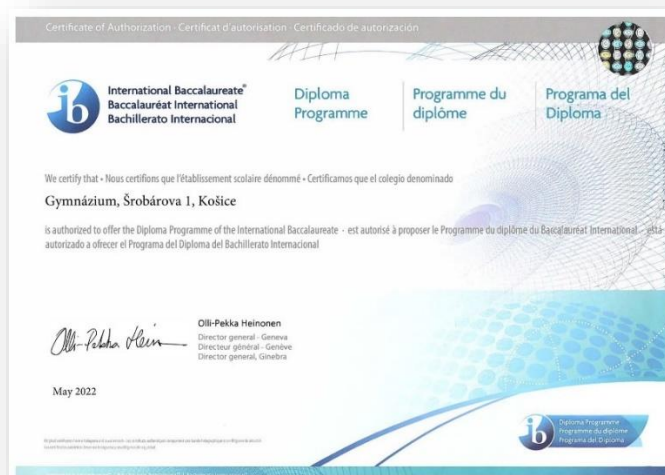 Certificate of Authorization - Certificat d'autorisation - Certificado de autorización
International Baccalaureate®
Baccalauréat International
Bachillerato Internacional
Diploma
Programme
Programme du
diplôme
Programa del
Diploma
We certify that • Nous certifions que l'établissement scolaire dénommé • Certificamos que el colegio denominado
Gymnázium, Šrobárova 1, Košice
is authorized to offer the Diploma Programme of the International Baccalaureate - est autorisé à proposer le Programme du diplôme du Baccalauréat International - está
autorizado a ofrecer el Programa del Diploma del Bachillerato Internacional
Olli-Pekka Heinonen
Director general - Geneva
Directeur général - Genève
Director general, Ginebra
May 2022
Diploma Programme
Programme du diplôme
Programa del Diploma